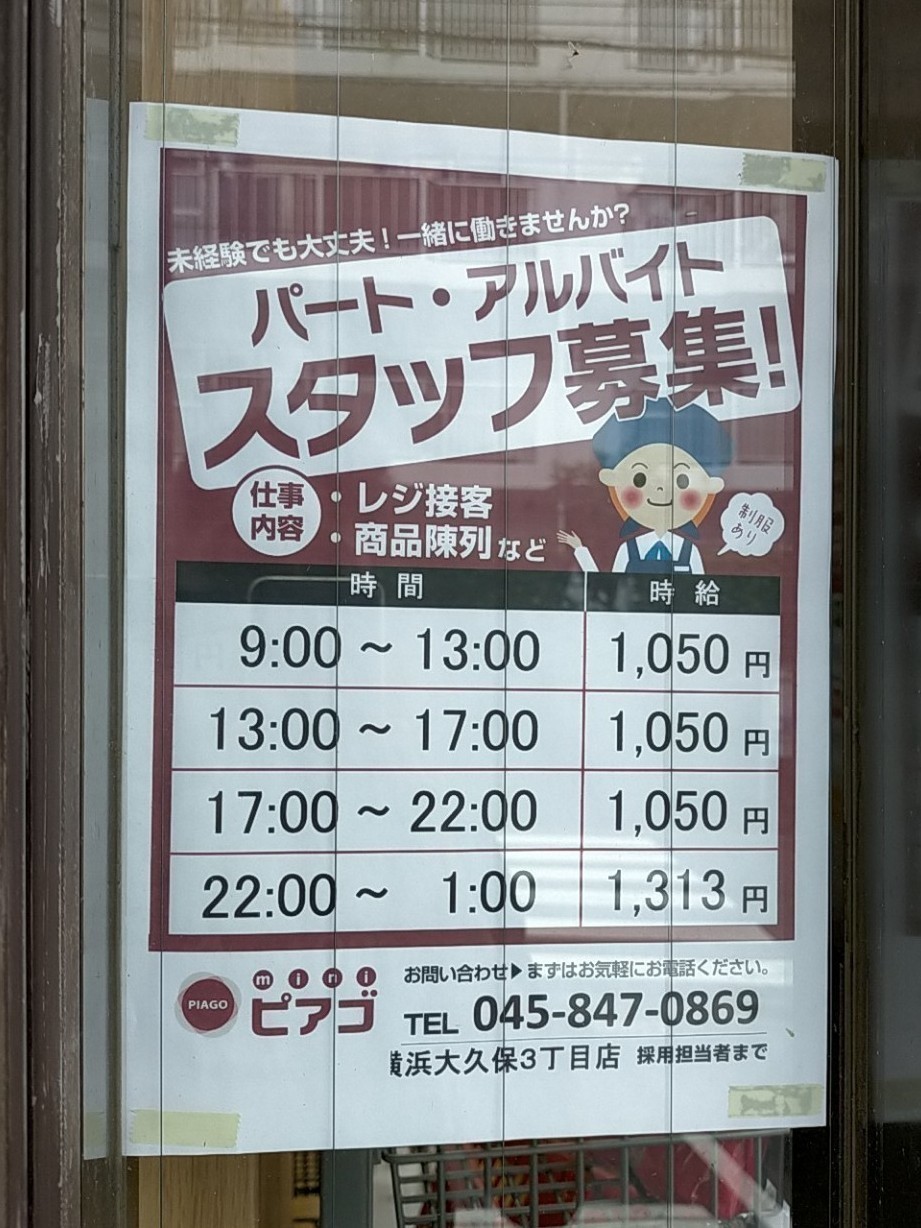 未経験でも大丈夫!一緒に働きませんか?
パート・アルバイト
スタッフ募集!
仕事
内容
・レジ接客
・商品陳列など
制服
あり
時間 時給
9:00 ~ 13:00 1,050円
13:00 ~ 17:00 1,050円
17:00 ~ 22:00 1,050円
22:00 ~ 1:00 1,313円
PIAGO
mini
ピアゴ
お問い合わせ▶まずはお気軽にお電話ください。
TEL 045-847-0869
横浜大久保3丁目店 採用担当者まで